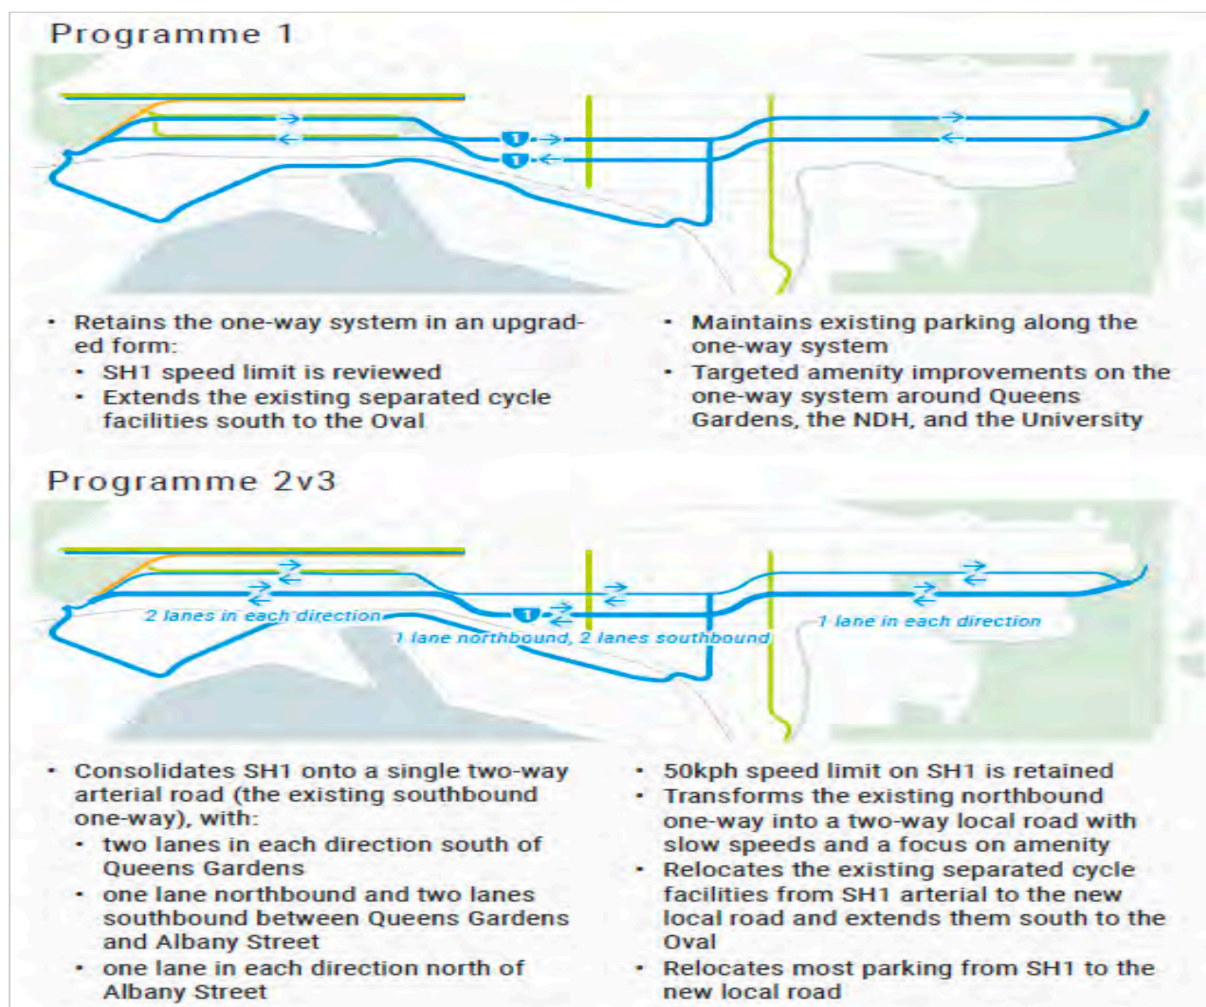 Programme 1
1
1
• Retains the one-way system in an upgrad-
ed form:
• SH1 speed limit is reviewed
• Extends the existing separated cycle
facilities south to the Oval
• Maintains existing parking along the
one-way system
• Targeted amenity improvements on the
one-way system around Queens
Gardens, the NDH, and the University
Programme 2v3
1
2 lanes in each direction
1 lane northbound, 2 lanes southbound
1 lane in each direction
• Consolidates SH1 onto a single two-way
arterial road (the existing southbound
one-way), with:
• two lanes in each direction south of
Queens Gardens
• one lane northbound and two lanes
southbound between Queens Gardens
and Albany Street
• one lane in each direction north of
Albany Street
• 50kph speed limit on SH1 is retained
• Transforms the existing northbound
one-way into a two-way local road with
slow speeds and a focus on amenity
• Relocates the existing separated cycle
facilities from SH1 arterial to the new
local road and extends them south to the
Oval
• Relocates most parking from SH1 to the
new local road